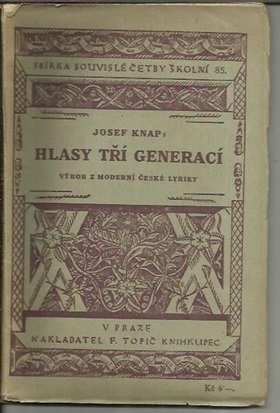 SBÍRKA SOUVISLÉ ČETBY ŠKOLNÍ 85.
JOSEF KNAP:
HLASY TŘÍ GENERACÍ
VÝBOR Z MODERNÍ ČESKÉ LYRIKY
V PRAZE
NAKLADATEL F. TOPIČ KNIHKUPEC
Kč 6·—.